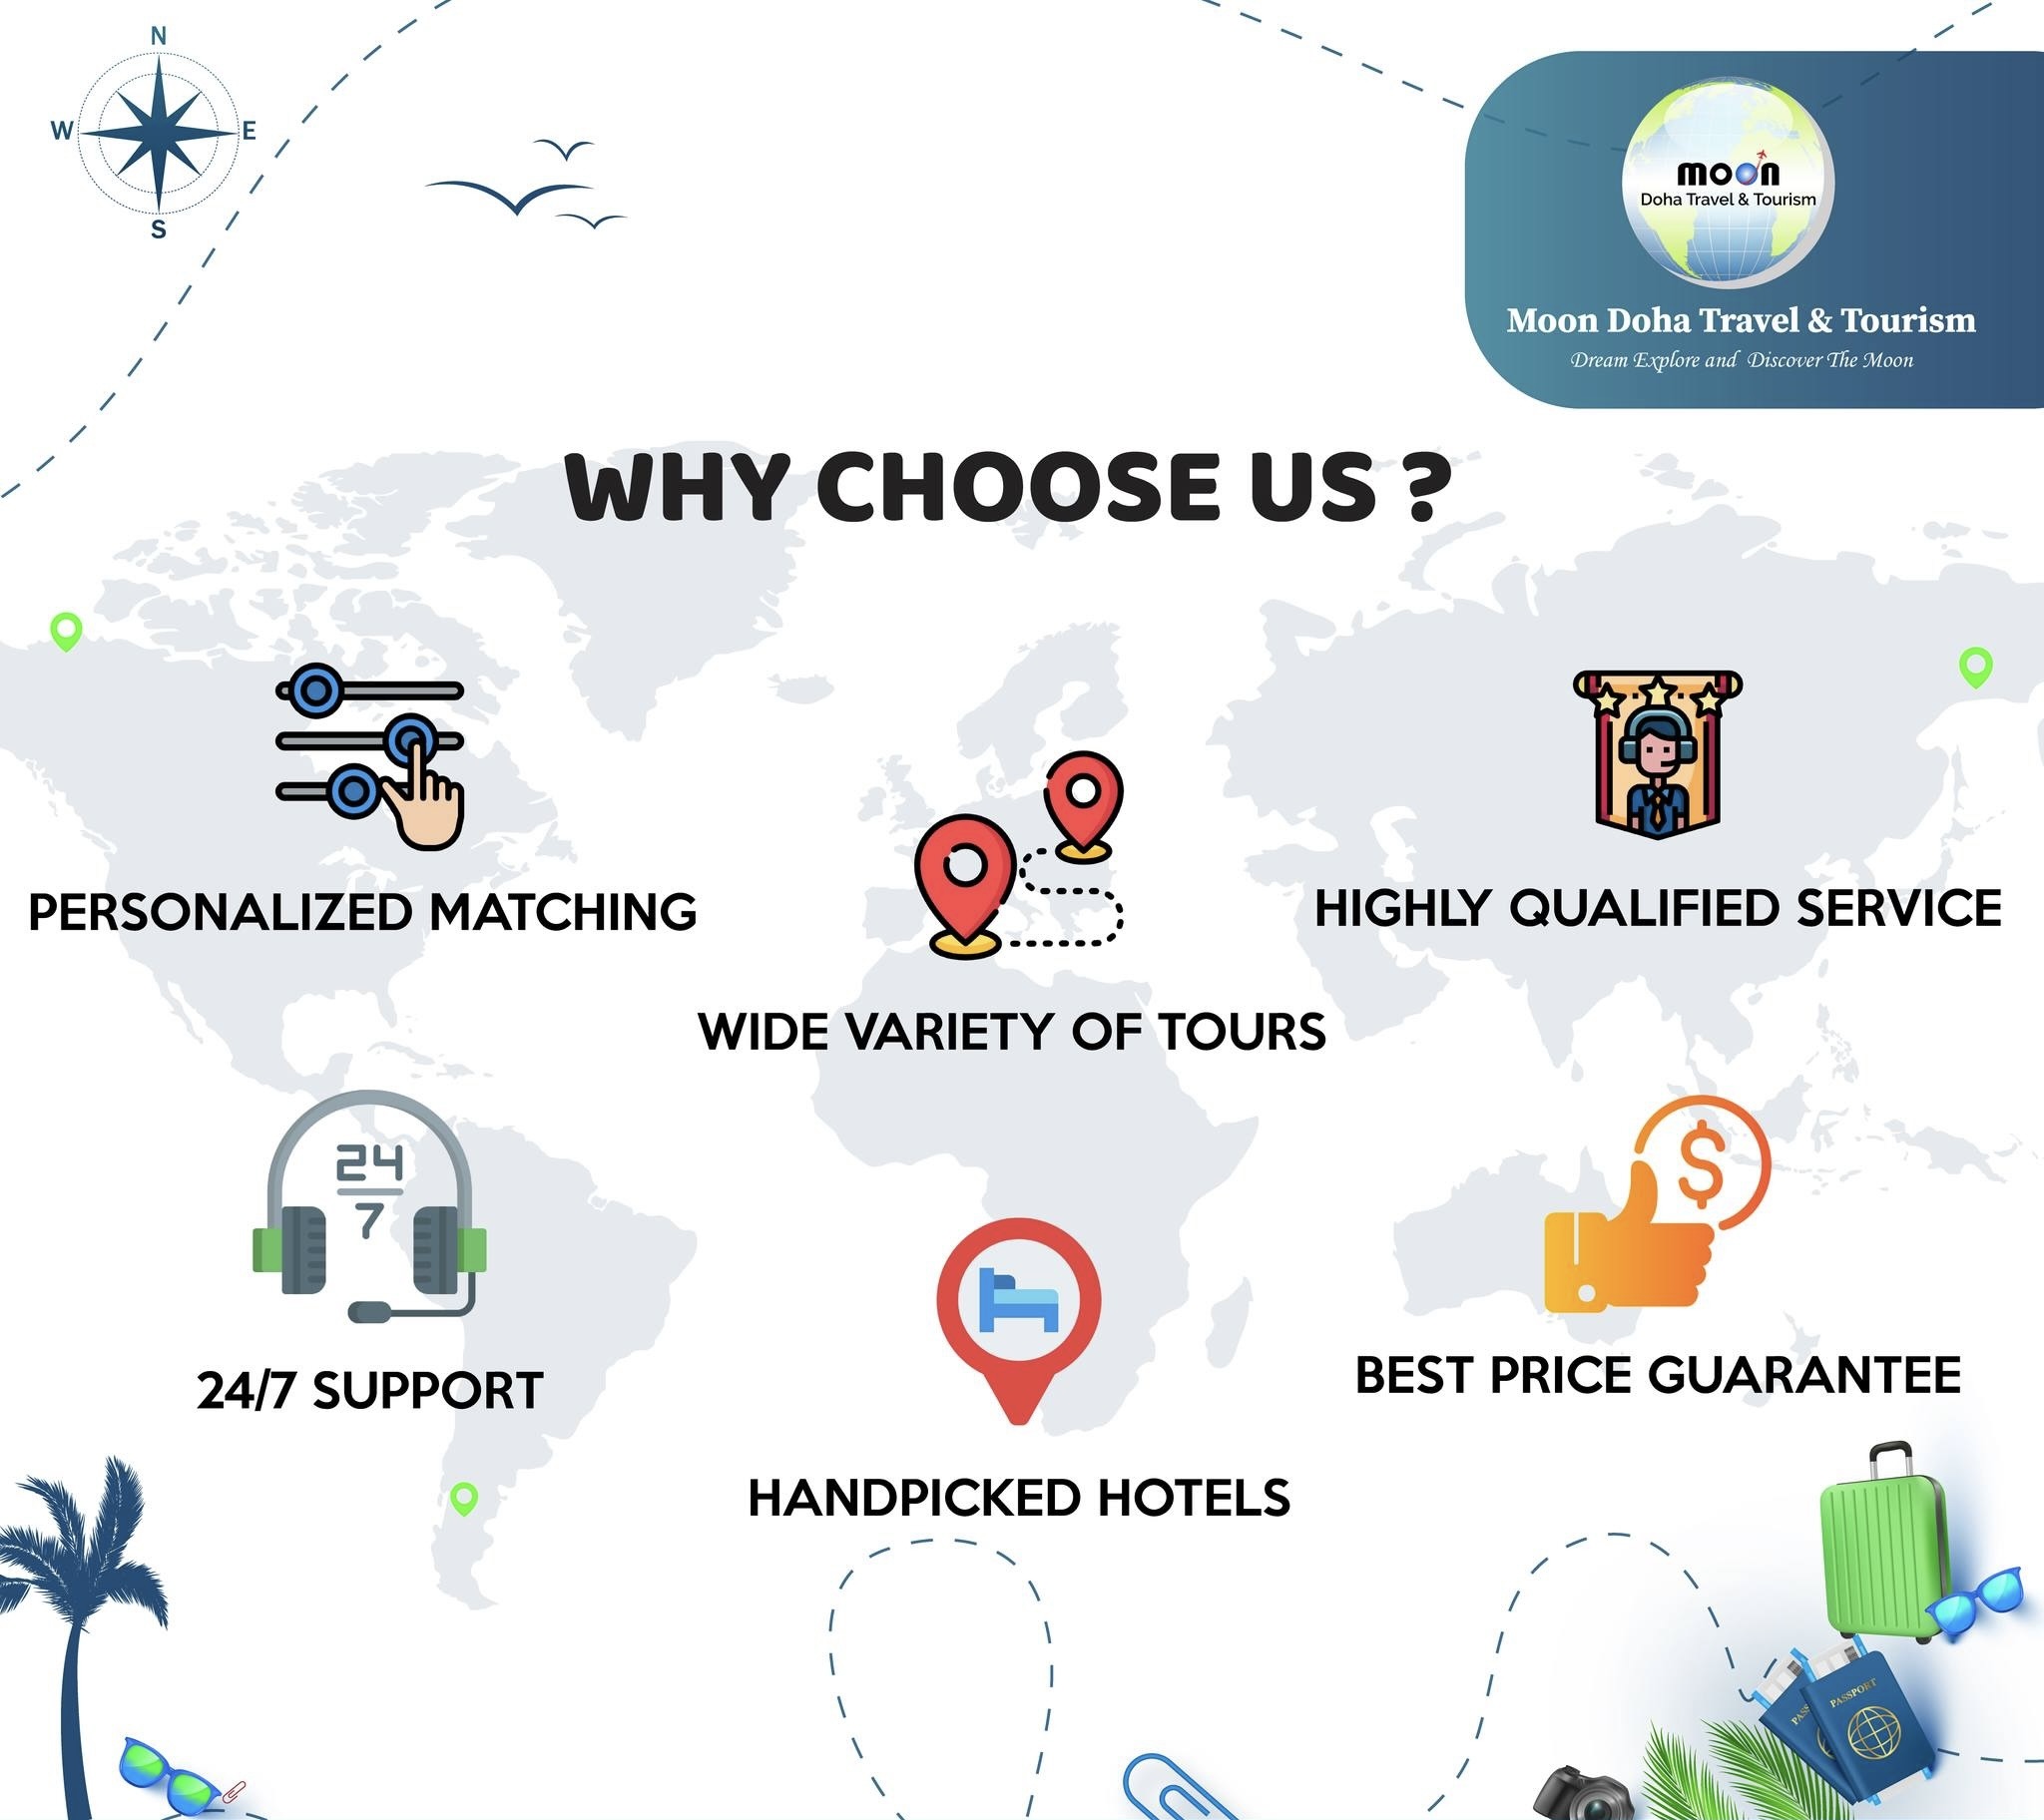 N
W
E
S
moon
Doha Travel & Tourism
Moon Doha Travel & Tourism
Dream Explore and Discover The Moon
WHY CHOOSE US ?
PERSONALIZED MATCHING
HIGHLY QUALIFIED SERVICE
WIDE VARIETY OF TOURS
24
7
$
24/7 SUPPORT
BEST PRICE GUARANTEE
HANDPICKED HOTELS
PASSPORT